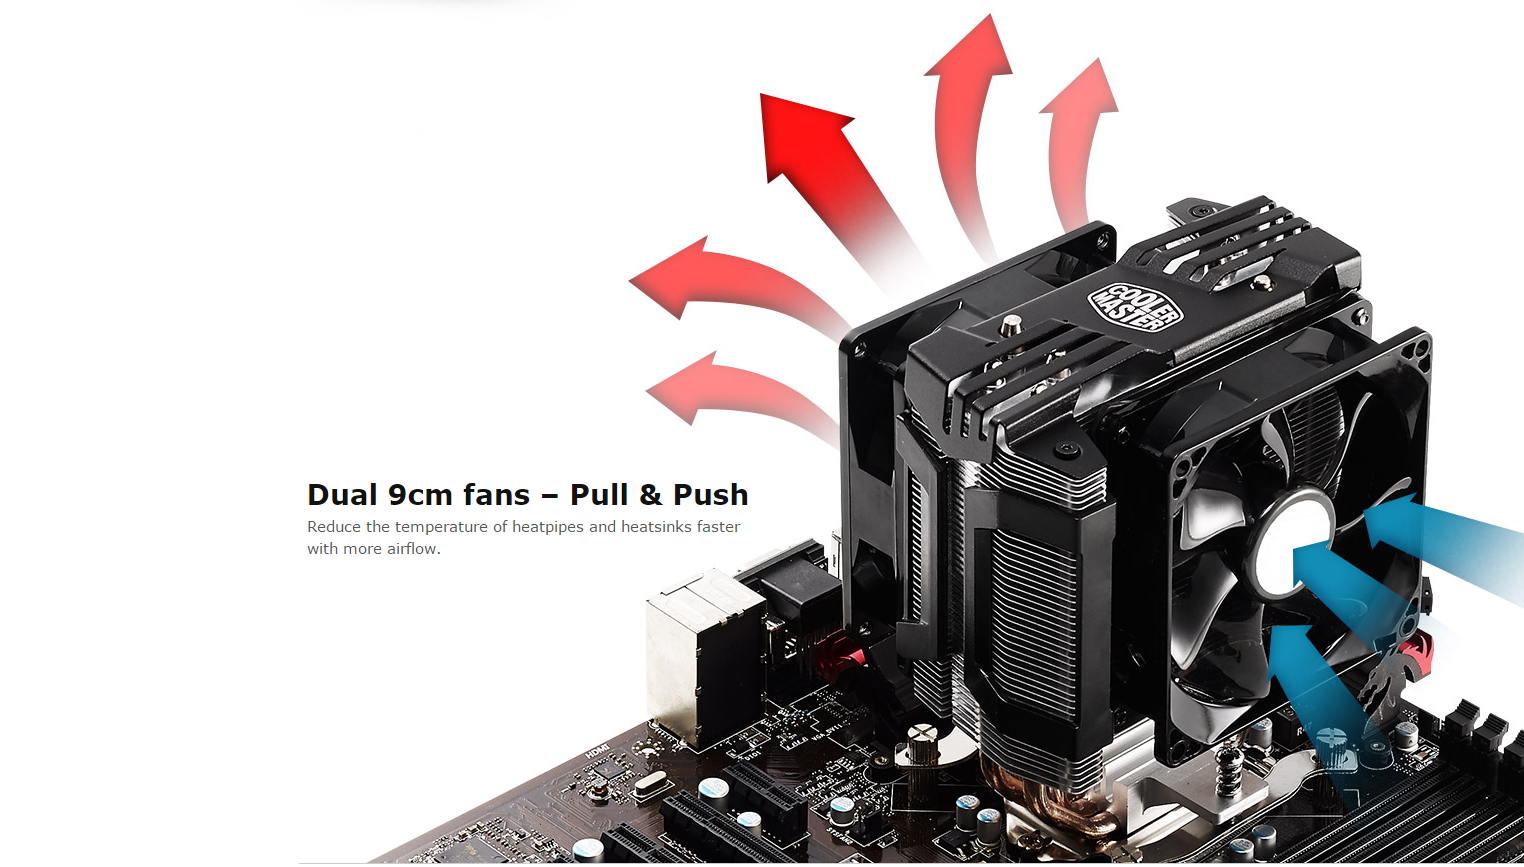 COOLER
MASTER
Dual 9cm fans – Pull & Push
Reduce the temperature of heatpipes and heatsinks faster
with more airflow.
HDMI